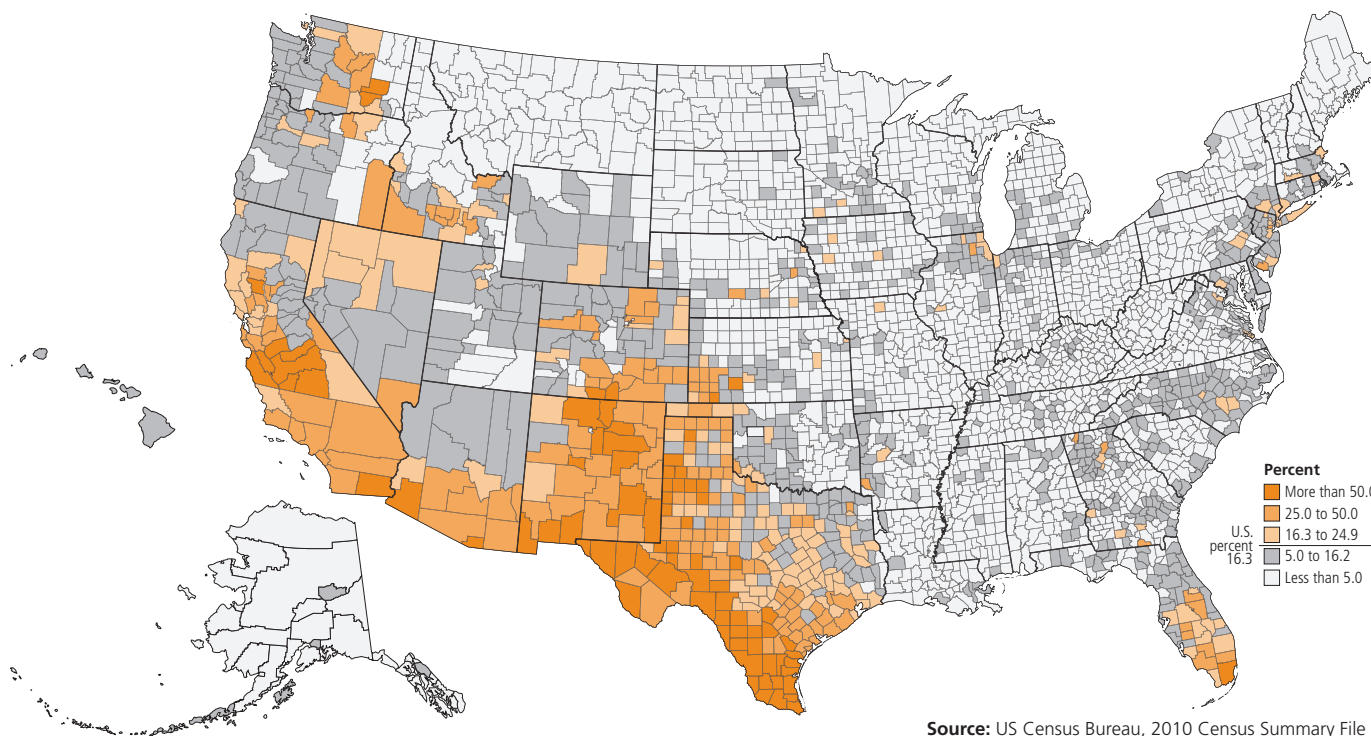 Percent
More than 50.0
25.0 to 50.0
16.3 to 24.9
U.S.
percent
16.3
5.0 to 16.2
Less than 5.0
Source: US Census Bureau, 2010 Census Summary File